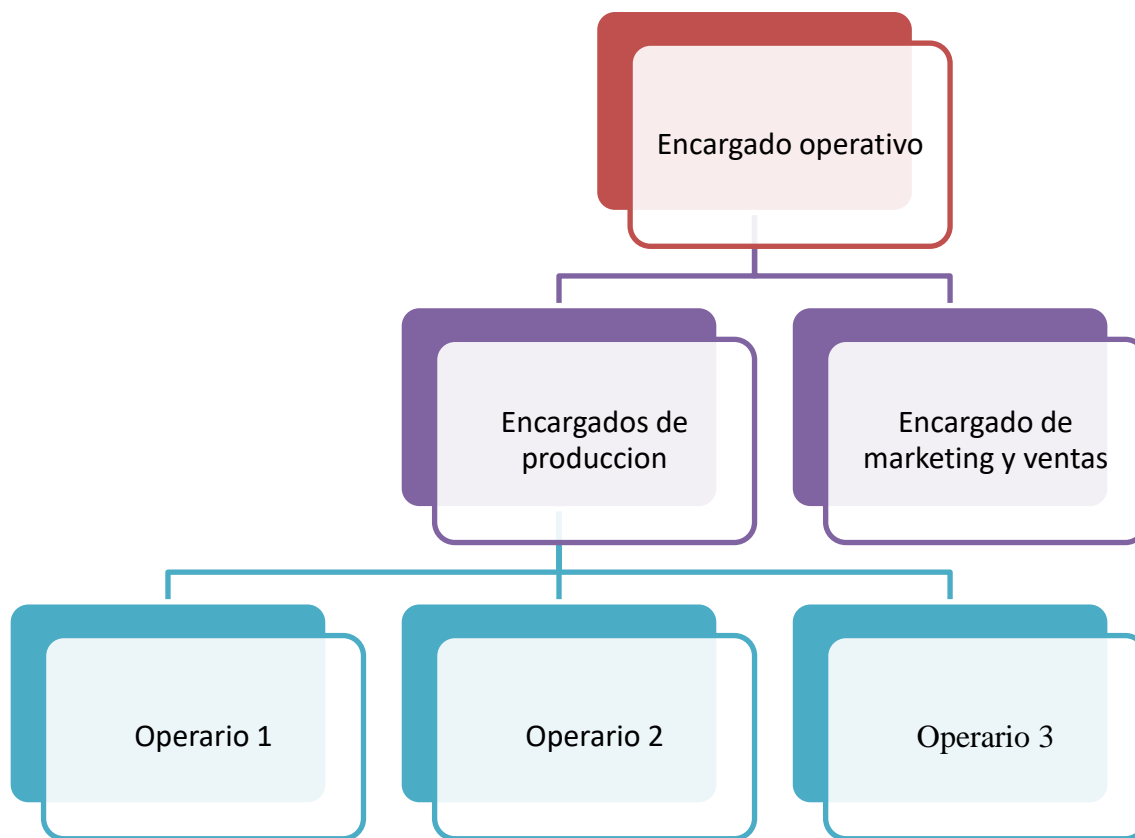 Encargado operativo
Encargados de
produccion
Encargado de
marketing y ventas
Operario 1
Operario 2
Operario 3